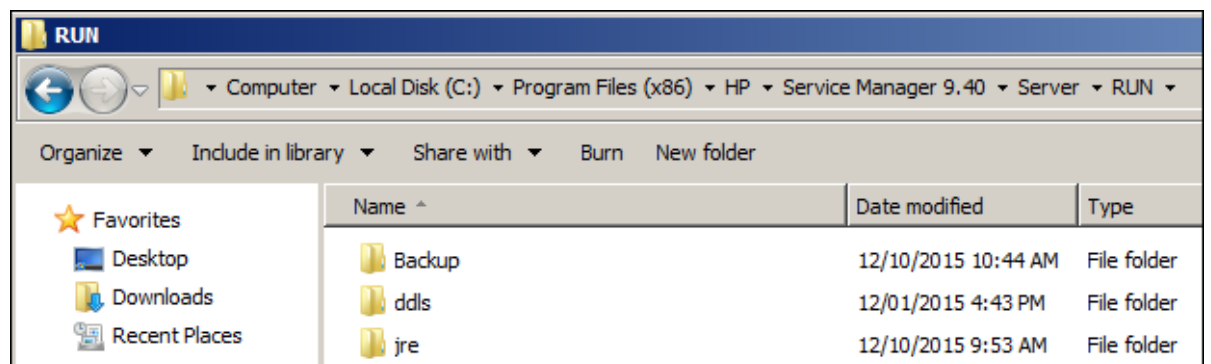 RUN
Computer Local Disk (C:) Program Files (x86) HP Service Manager 9.40 Server RUN
Organize Include in library Share with Burn New folder
Favorites
Desktop
Downloads
Recent Places
Name Date modified Type
Backup 12/10/2015 10:44 AM File folder
ddls 12/01/2015 4:43 PM File folder
jre 12/10/2015 9:53 AM File folder